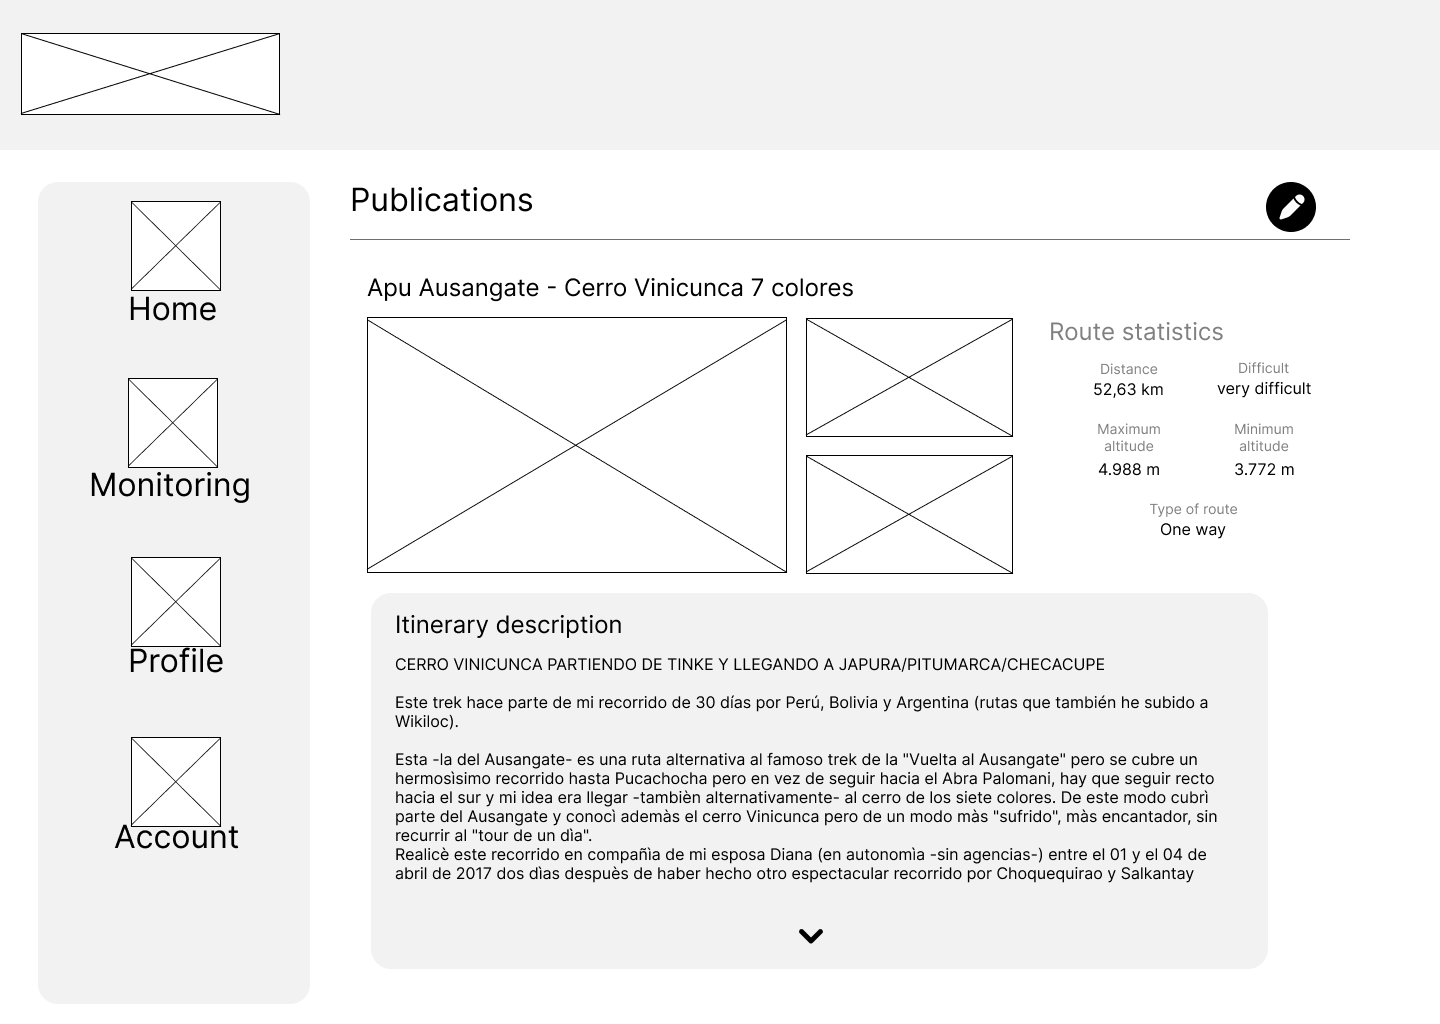 Home
Monitoring
Profile
Account
Publications
Apu Ausangate - Cerro Vinicunca 7 colores
Route statistics
Distance
52,63 km
Difficult
very difficult
Maximum
altitude
4.988 m
Minimum
altitude
3.772 m
Type of route
One way
Itinerary description
CERRO VINICUNCA PARTIENDO DE TINKE Y LLEGANDO A JAPURA/PITUMARCA/CHECACUPE
Este trek hace parte de mi recorrido de 30 días por Perú, Bolivia y Argentina (rutas que también he subido a
Wikiloc).
Esta -la del Ausangate- es una ruta alternativa al famoso trek de la "Vuelta al Ausangate" pero se cubre un
hermosìsimo recorrido hasta Pucachocha pero en vez de seguir hacia el Abra Palomani, hay que seguir recto
hacia el sur y mi idea era llegar -tambièn alternativamente- al cerro de los siete colores. De este modo cubrì
parte del Ausangate y conocì ademàs el cerro Vinicunca pero de un modo màs "sufrido", màs encantador, sin
recurrir al "tour de un dìa".
Realicè este recorrido en compañìa de mi esposa Diana (en autonomìa -sin agencias-) entre el 01 y el 04 de
abril de 2017 dos dìas despuès de haber hecho otro espectacular recorrido por Choquequirao y Salkantay